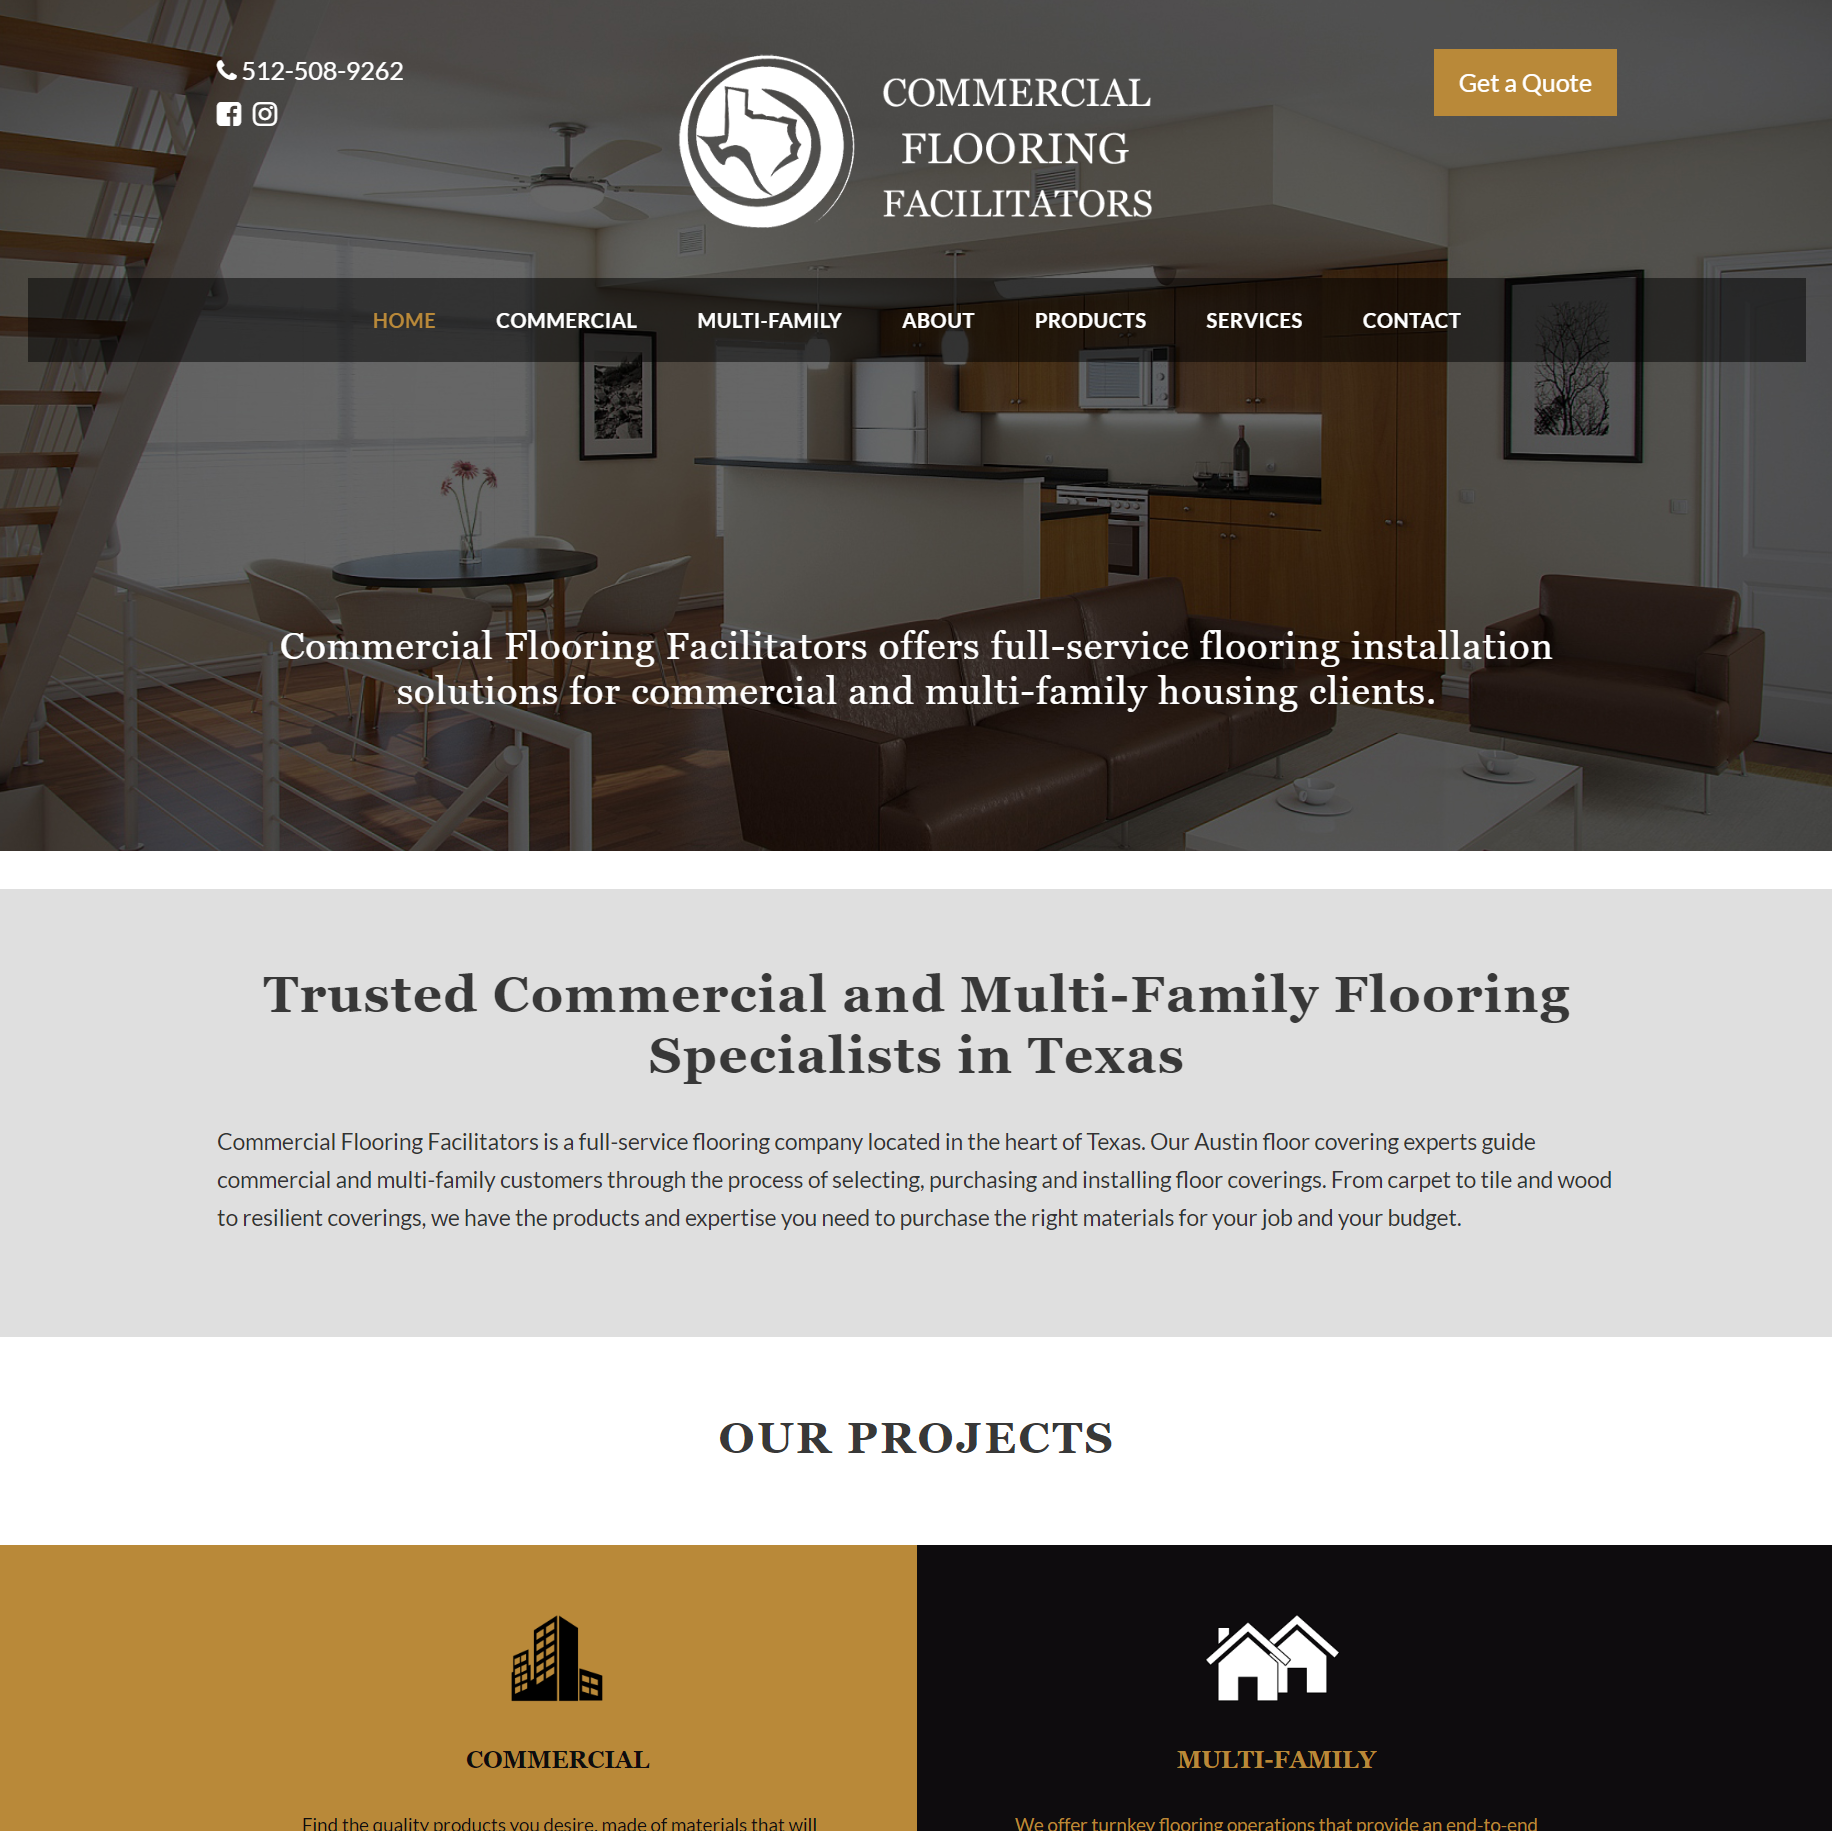 512-508-9262
COMMERCIAL
FLOORING
FACILITATORS
Get a Quote
HOME COMMERCIAL MULTI-FAMILY ABOUT PRODUCTS SERVICES CONTACT
Commercial Flooring Facilitators offers full-service flooring installation
solutions for commercial and multi-family housing clients.
Trusted Commercial and Multi-Family Flooring
Specialists in Texas
Commercial Flooring Facilitators is a full-service flooring company located in the heart of Texas. Our Austin floor covering experts guide
commercial and multi-family customers through the process of selecting, purchasing and installing floor coverings. From carpet to tile and wood
to resilient coverings, we have the products and expertise you need to purchase the right materials for your job and your budget.
OUR PROJECTS
COMMERCIAL
Find the quality products you desire, made of materials that will
MULTI-FAMILY
We offer turnkey flooring operations that provide an end-to-end